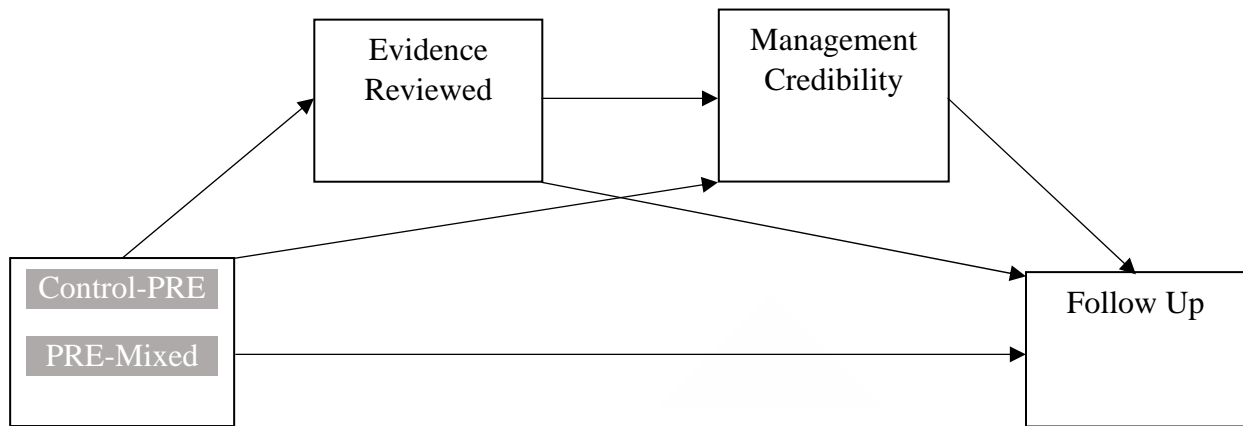 Evidence
Reviewed
Management
Credibility
Control-PRE
PRE-Mixed
Follow Up